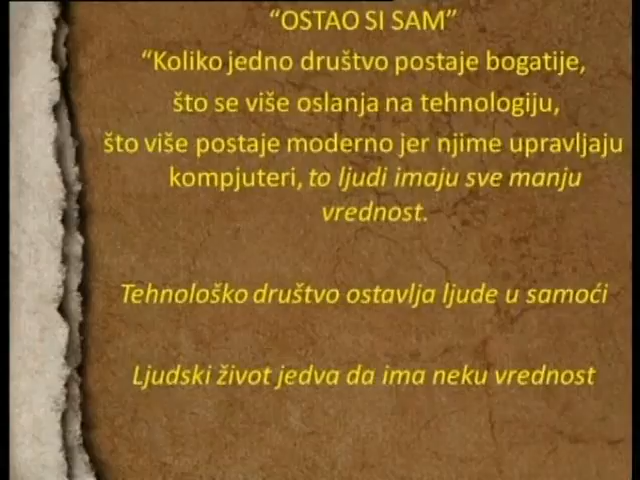 “OSTAO SI SAM”
“Koliko jedno društvo postaje bogatije,
što se više oslanja na tehnologiju,
što više postaje moderno jer njime upravljaju
kompjuteri, to ljudi imaju sve manju
vrednost.
Tehnološko društvo ostavlja ljude u samoći
Ljudski život jedva da ima neku vrednost